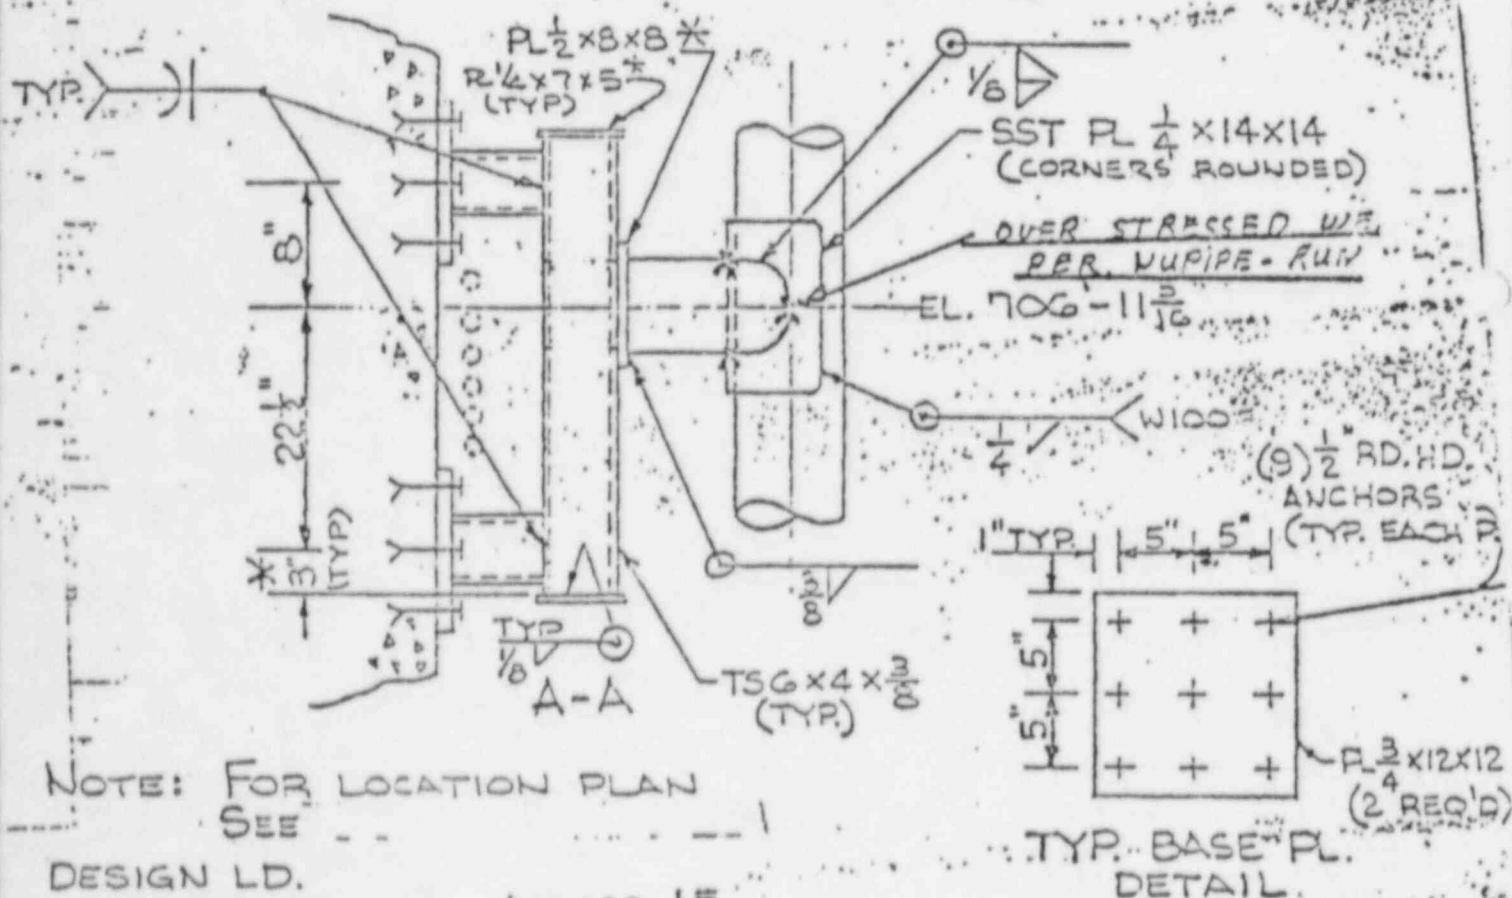 PL 1/2 ×8×8 *
PL 1/4 ×7×5 *
(TYP)
TYP.
1/8
SST PL 1/4 ×14×14
(CORNERS ROUNDED)
OVER STRESSED
PER NUPIPE-RUN
EL. 706'-11 5/16
8"
22 1/2"
* 3"
(TYP)
1/4
W100
(9) 1/2" RD. HD.
ANCHORS
(TYP. EACH
1" TYP.
5"
5"
3/8
TYP
1/8
A-A
TS6×4×3/8
(TYP.)
5"
5"
PL 3/4 ×12×12
(2 REQ'D)
TYP. BASE PL.
DETAIL.
NOTE: FOR LOCATION PLAN
SEE
DESIGN LD.